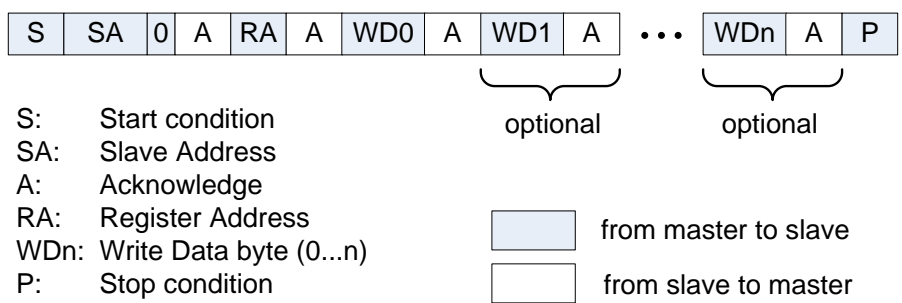 S SA 0 A RA A WD0 A WD1 A ••• WDn A P
optional optional
S: Start condition
SA: Slave Address
A: Acknowledge
RA: Register Address
WDn: Write Data byte (0...n)
P: Stop condition
from master to slave
from slave to master